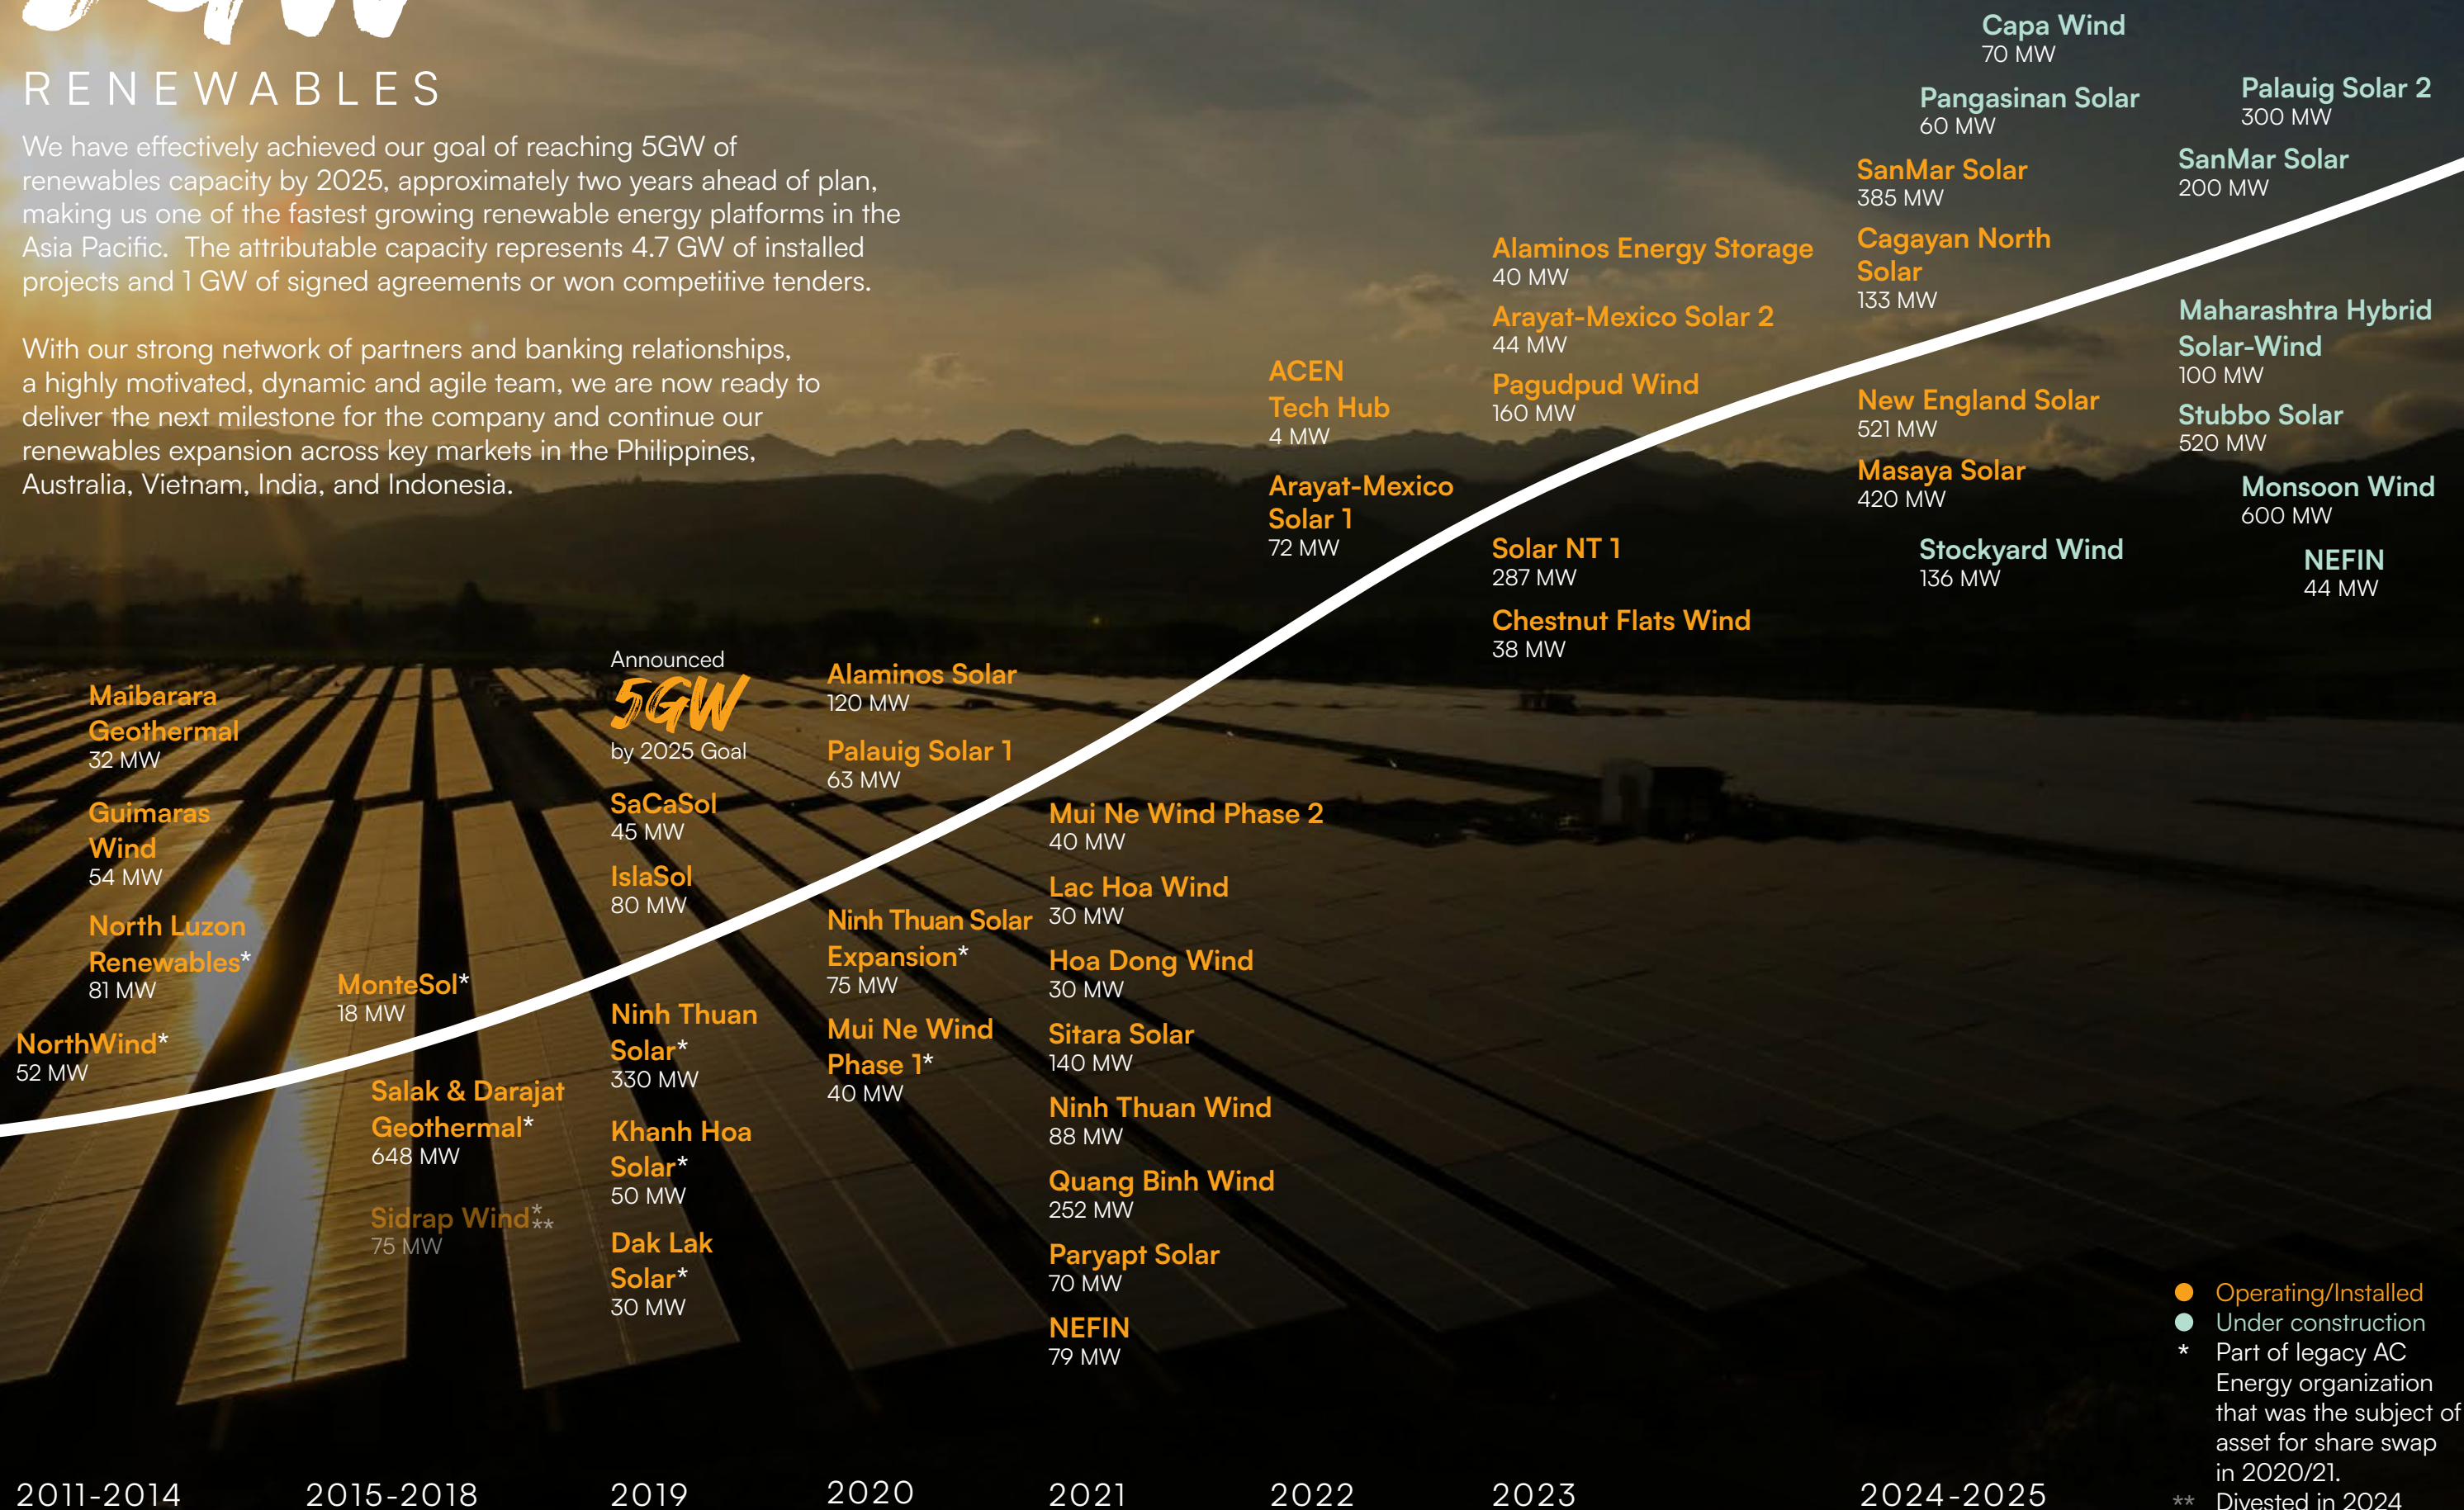 5GW
RENEWABLES
We have effectively achieved our goal of reaching 5GW of
renewables capacity by 2025, approximately two years ahead of plan,
making us one of the fastest growing renewable energy platforms in the
Asia Pacific. The attributable capacity represents 4.7 GW of installed
projects and 1 GW of signed agreements or won competitive tenders.
With our strong network of partners and banking relationships,
a highly motivated, dynamic and agile team, we are now ready to
deliver the next milestone for the company and continue our
renewables expansion across key markets in the Philippines,
Australia, Vietnam, India, and Indonesia.
Maibarara
Geothermal
32 MW
Guimaras
Wind
54 MW
North Luzon
Renewables*
81 MW
NorthWind*
52 MW
MonteSol*
18 MW
Salak & Darajat
Geothermal*
648 MW
Sidrap Wind***
75 MW
Announced
5GW
by 2025 Goal
SaCaSol
45 MW
IslaSol
80 MW
Ninh Thuan
Solar*
330 MW
Khanh Hoa
Solar*
50 MW
Dak Lak
Solar*
30 MW
Alaminos Solar
120 MW
Palauig Solar 1
63 MW
Ninh Thuan Solar
Expansion*
75 MW
Mui Ne Wind
Phase 1*
40 MW
Mui Ne Wind Phase 2
40 MW
Lac Hoa Wind
30 MW
Hoa Dong Wind
30 MW
Sitara Solar
140 MW
Ninh Thuan Wind
88 MW
Quang Binh Wind
252 MW
Paryapt Solar
70 MW
NEFIN
79 MW
ACEN
Tech Hub
4 MW
Arayat-Mexico
Solar 1
72 MW
Alaminos Energy Storage
40 MW
Arayat-Mexico Solar 2
44 MW
Pagudpud Wind
160 MW
Solar NT 1
287 MW
Chestnut Flats Wind
38 MW
Capa Wind
70 MW
Pangasinan Solar
60 MW
SanMar Solar
385 MW
Cagayan North
Solar
133 MW
New England Solar
521 MW
Masaya Solar
420 MW
Stockyard Wind
136 MW
Palauig Solar 2
300 MW
SanMar Solar
200 MW
Maharashtra Hybrid
Solar-Wind
100 MW
Stubbo Solar
520 MW
Monsoon Wind
600 MW
NEFIN
44 MW
Operating/Installed
Under construction
* Part of legacy AC
Energy organization
that was the subject of
asset for share swap
in 2020/21.
** Divested in 2024
2011-2014
2015-2018
2019
2020
2021
2022
2023
2024-2025